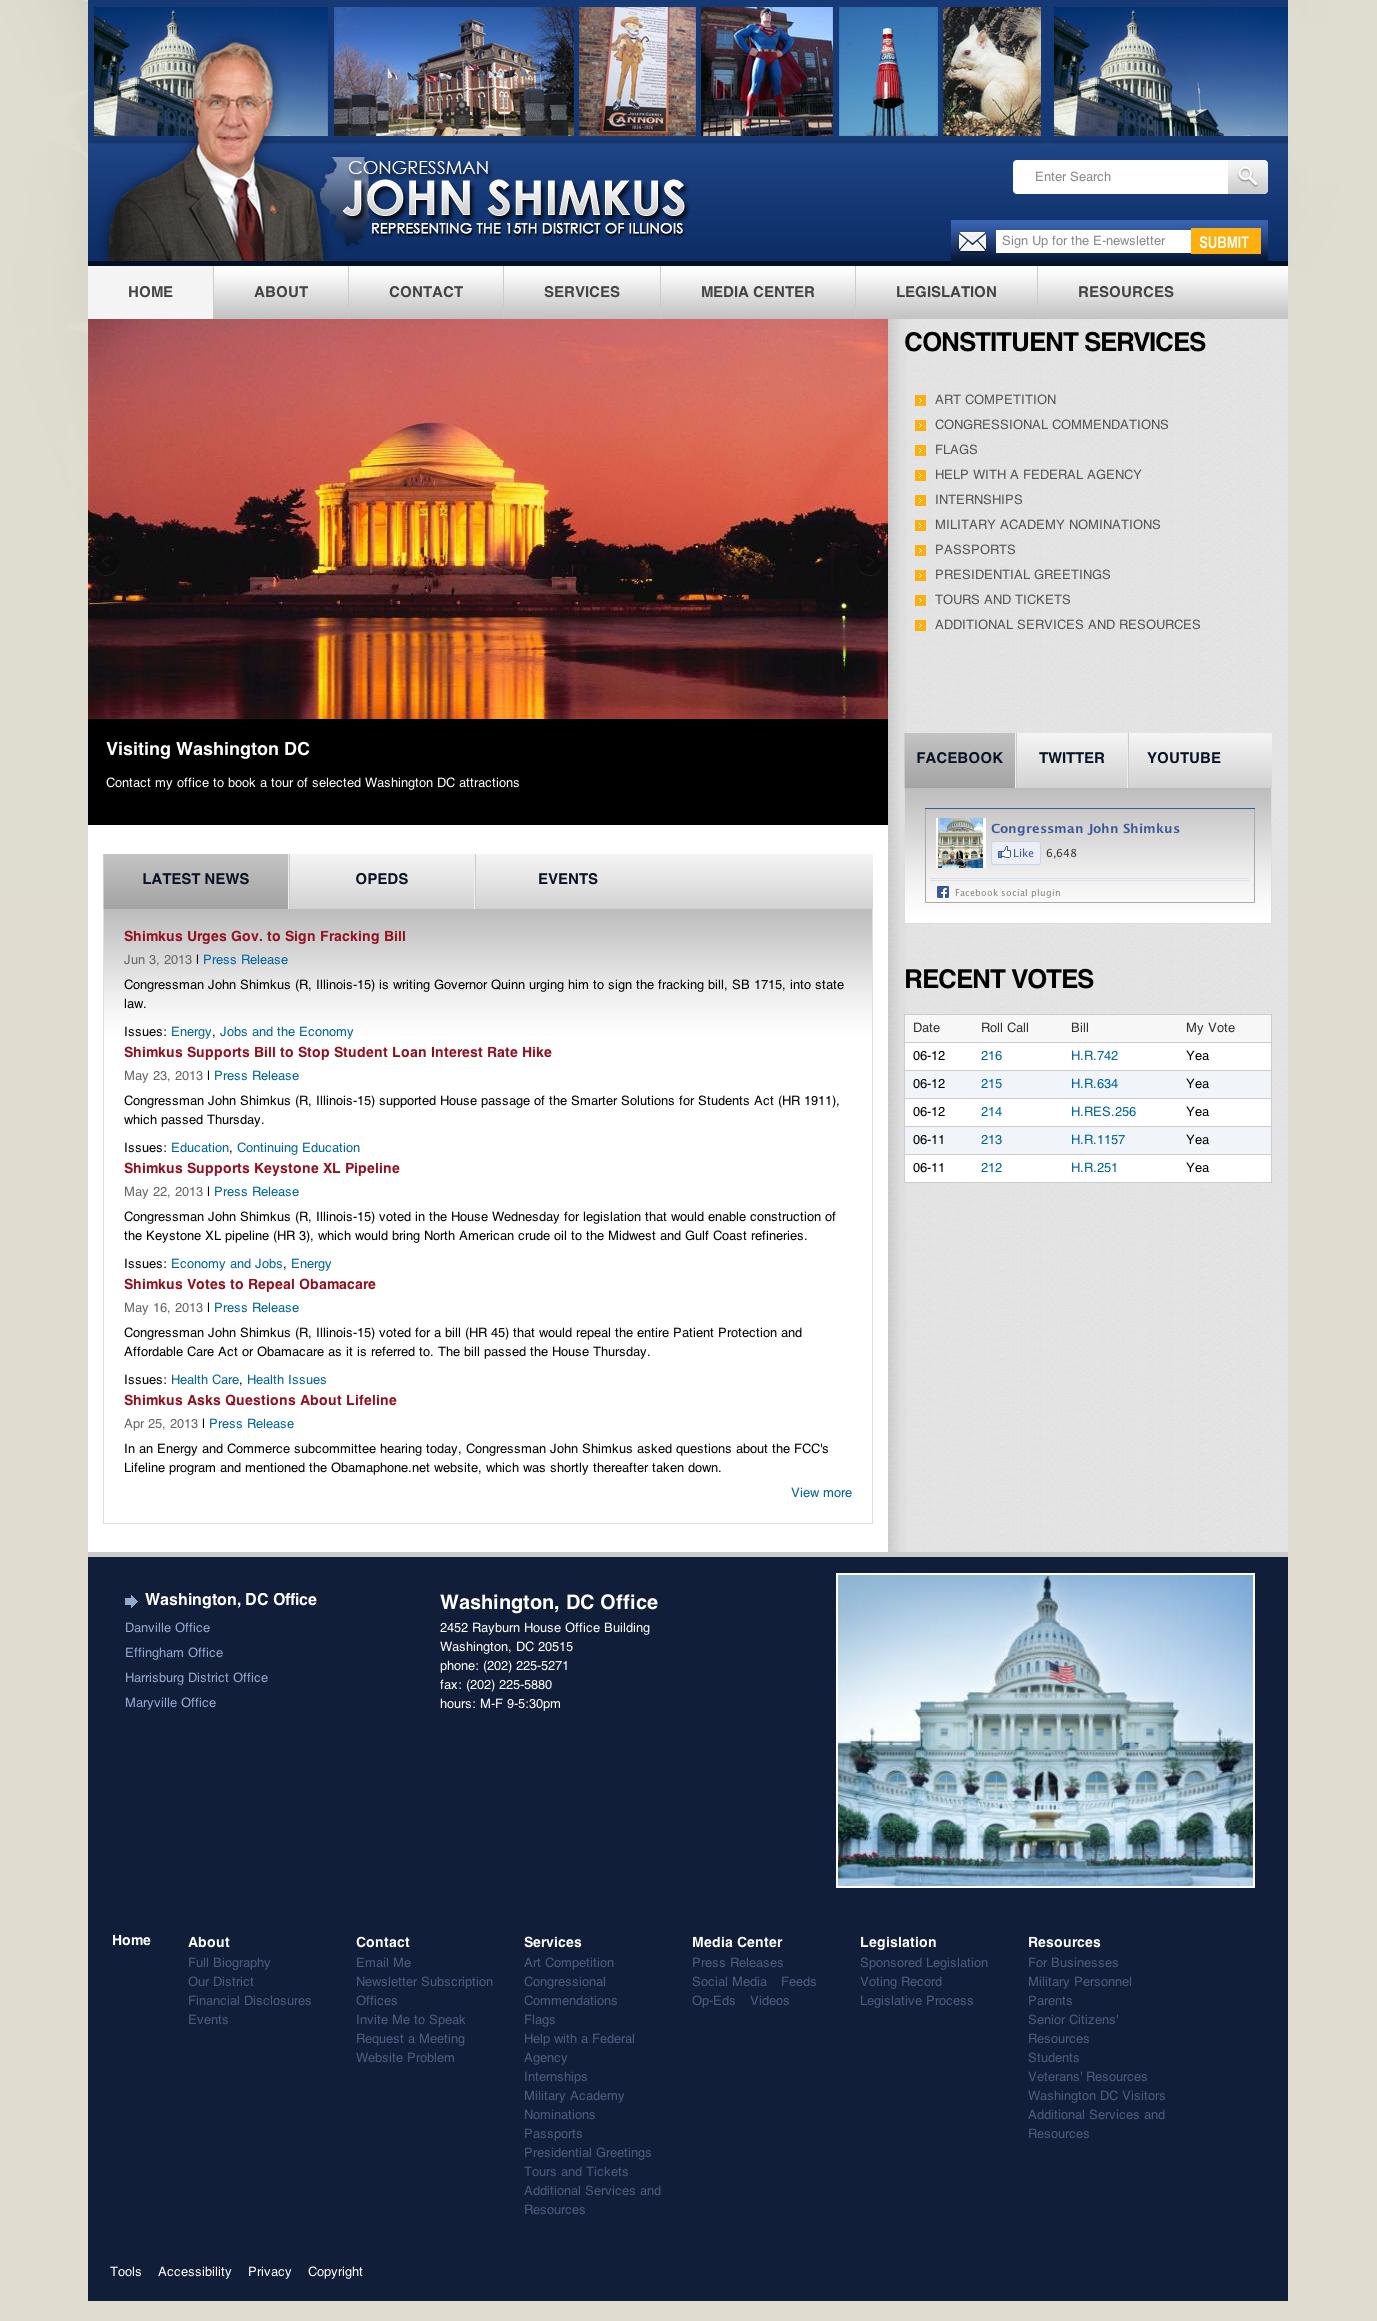 JOSEPH GURNEY
CANNON
1836 - 1926
CONGRESSMAN
JOHN SHIMKUS
REPRESENTING THE 15TH DISTRICT OF ILLINOIS
Enter Search
Sign Up for the E-newsletter SUBMIT
HOME ABOUT CONTACT SERVICES MEDIA CENTER LEGISLATION RESOURCES
Visiting Washington DC
Contact my office to book a tour of selected Washington DC attractions
LATEST NEWS OPEDS EVENTS
Shimkus Urges Gov. to Sign Fracking Bill
Jun 3, 2013 | Press Release
Congressman John Shimkus (R, Illinois-15) is writing Governor Quinn urging him to sign the fracking bill, SB 1715, into state
law.
Issues: Energy, Jobs and the Economy
Shimkus Supports Bill to Stop Student Loan Interest Rate Hike
May 23, 2013 | Press Release
Congressman John Shimkus (R, Illinois-15) supported House passage of the Smarter Solutions for Students Act (HR 1911),
which passed Thursday.
Issues: Education, Continuing Education
Shimkus Supports Keystone XL Pipeline
May 22, 2013 | Press Release
Congressman John Shimkus (R, Illinois-15) voted in the House Wednesday for legislation that would enable construction of
the Keystone XL pipeline (HR 3), which would bring North American crude oil to the Midwest and Gulf Coast refineries.
Issues: Economy and Jobs, Energy
Shimkus Votes to Repeal Obamacare
May 16, 2013 | Press Release
Congressman John Shimkus (R, Illinois-15) voted for a bill (HR 45) that would repeal the entire Patient Protection and
Affordable Care Act or Obamacare as it is referred to. The bill passed the House Thursday.
Issues: Health Care, Health Issues
Shimkus Asks Questions About Lifeline
Apr 25, 2013 | Press Release
In an Energy and Commerce subcommittee hearing today, Congressman John Shimkus asked questions about the FCC's
Lifeline program and mentioned the Obamaphone.net website, which was shortly thereafter taken down.
View more
CONSTITUENT SERVICES
ART COMPETITION
CONGRESSIONAL COMMENDATIONS
FLAGS
HELP WITH A FEDERAL AGENCY
INTERNSHIPS
MILITARY ACADEMY NOMINATIONS
PASSPORTS
PRESIDENTIAL GREETINGS
TOURS AND TICKETS
ADDITIONAL SERVICES AND RESOURCES
FACEBOOK TWITTER YOUTUBE
Congressman John Shimkus
Like 6,648
Facebook social plugin
RECENT VOTES
Date Roll Call Bill My Vote
06-12 216 H.R.742 Yea
06-12 215 H.R.634 Yea
06-12 214 H.RES.256 Yea
06-11 213 H.R.1157 Yea
06-11 212 H.R.251 Yea
Washington, DC Office
Danville Office
Effingham Office
Harrisburg District Office
Maryville Office
Washington, DC Office
2452 Rayburn House Office Building
Washington, DC 20515
phone: (202) 225-5271
fax: (202) 225-5880
hours: M-F 9-5:30pm
Home
About
Full Biography
Our District
Financial Disclosures
Events
Contact
Email Me
Newsletter Subscription
Offices
Invite Me to Speak
Request a Meeting
Website Problem
Services
Art Competition
Congressional
Commendations
Flags
Help with a Federal
Agency
Internships
Military Academy
Nominations
Passports
Presidential Greetings
Tours and Tickets
Additional Services and
Resources
Media Center
Press Releases
Social Media Feeds
Op-Eds Videos
Legislation
Sponsored Legislation
Voting Record
Legislative Process
Resources
For Businesses
Military Personnel
Parents
Senior Citizens'
Resources
Students
Veterans' Resources
Washington DC Visitors
Additional Services and
Resources
Tools Accessibility Privacy Copyright